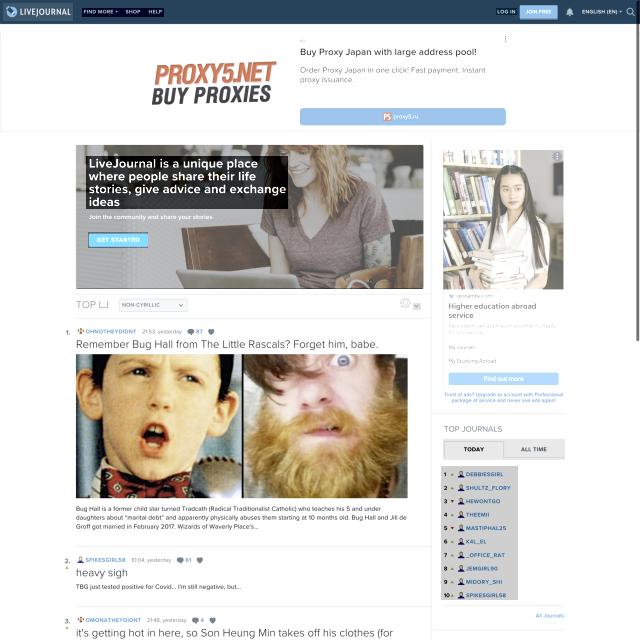 LIVEJOURNAL
FIND MORE SHOP HELP
LOG IN JOIN FREE ENGLISH (EN)
PROXY5.NET
BUY PROXIES
Buy Proxy Japan with large address pool!
Order Proxy Japan in one click! Fast payment. Instant
proxy issuance.
P5 proxy5.ru
LiveJournal is a unique place
where people share their life
stories, give advice and exchange
ideas
Join the community and share your stories
GET STARTED
TOP LJ NON-CYRILLIC
1. OHNOTHEYDIDNT 21:53, yesterday 87
Remember Bug Hall from The Little Rascals? Forget him, babe.
Bug Hall is a former child star turned Tradcath (Radical Traditionalist Catholic) who teaches his 5 and under
daughters about "marital debt" and apparently physically abuses them starting at 10 months old. Bug Hall and Jill de
Groff got married in February 2017. Wizards of Waverly Place's...
2. SPIKESGIRL58 10:04, yesterday 61
heavy sigh
TBG just tested positive for Covid... I'm still negative, but...
3. OMONATHEYDIDNT 21:48, yesterday 4
it's getting hot in here, so Son Heung Min takes off his clothes (for
Higher education abroad
service
My courses
My Studying Abroad
Find out more
Tired of ads? Upgrade to account with Professional
package of service and never see ads again!
TOP JOURNALS
TODAY ALL TIME
1 DEBBIESGIRL
2 SHULTZ_FLORY
3 HEWONTGO
4 THEEMII
5 MASTIPHAL25
6 K4L_EL
7 _OFFICE_RAT
8 JEMGIRL90
9 MIDORY_SHI
10 SPIKESGIRL58
All Journals